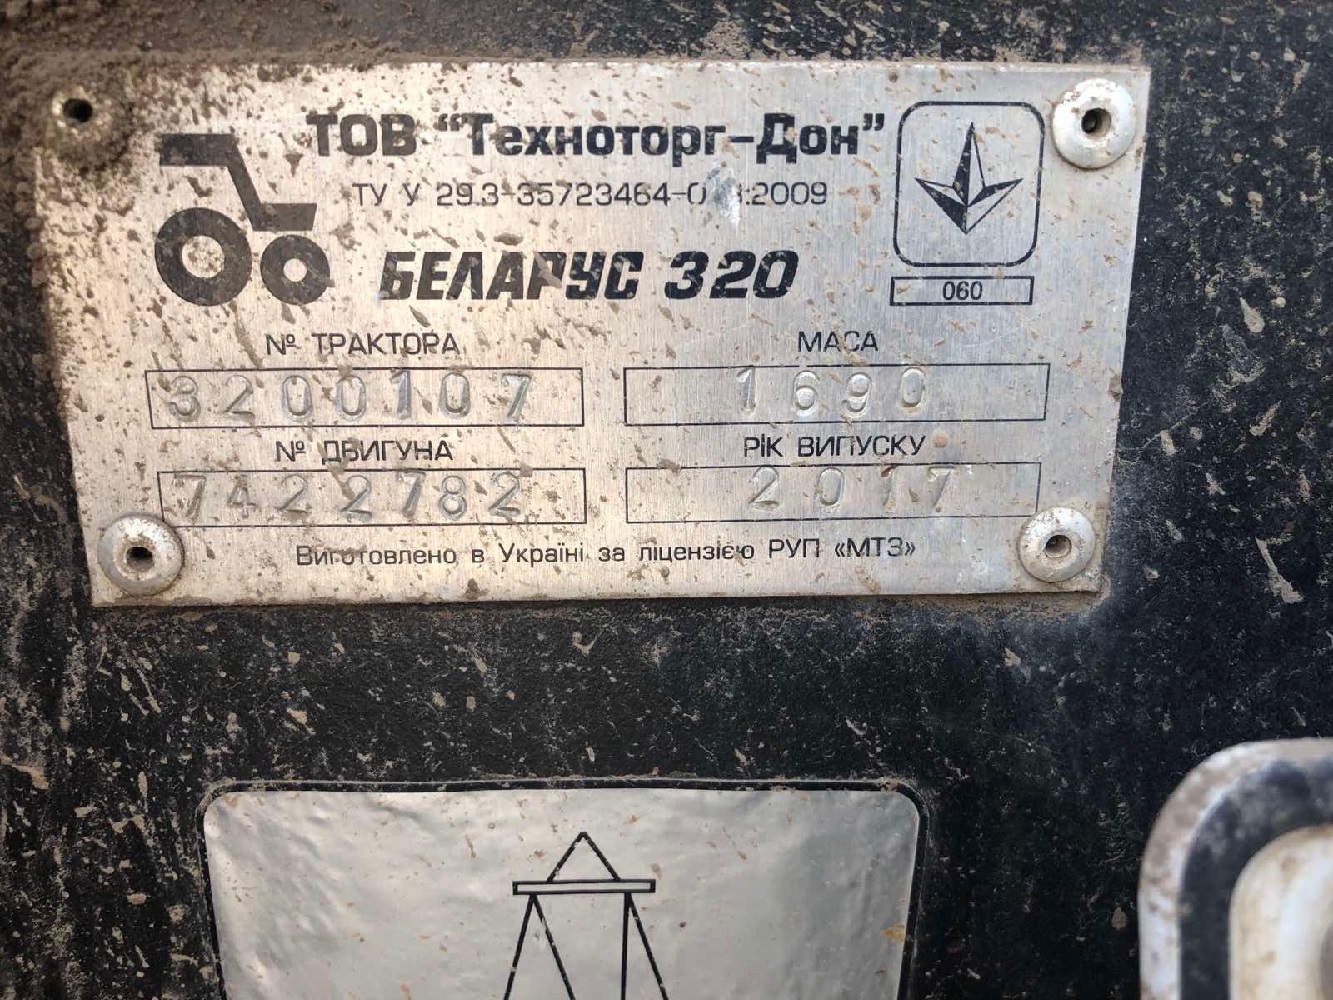 ТОВ "Техноторг-Дон"
ТУ У
БЕЛАРУС 320
060
№ ТРАКТОРА
МАСА
3200107
1690
№ ДВИГУНА
РІК ВИПУСКУ
7422782
2017
Виготовлено в Україні за ліцензією РУП «МТЗ»